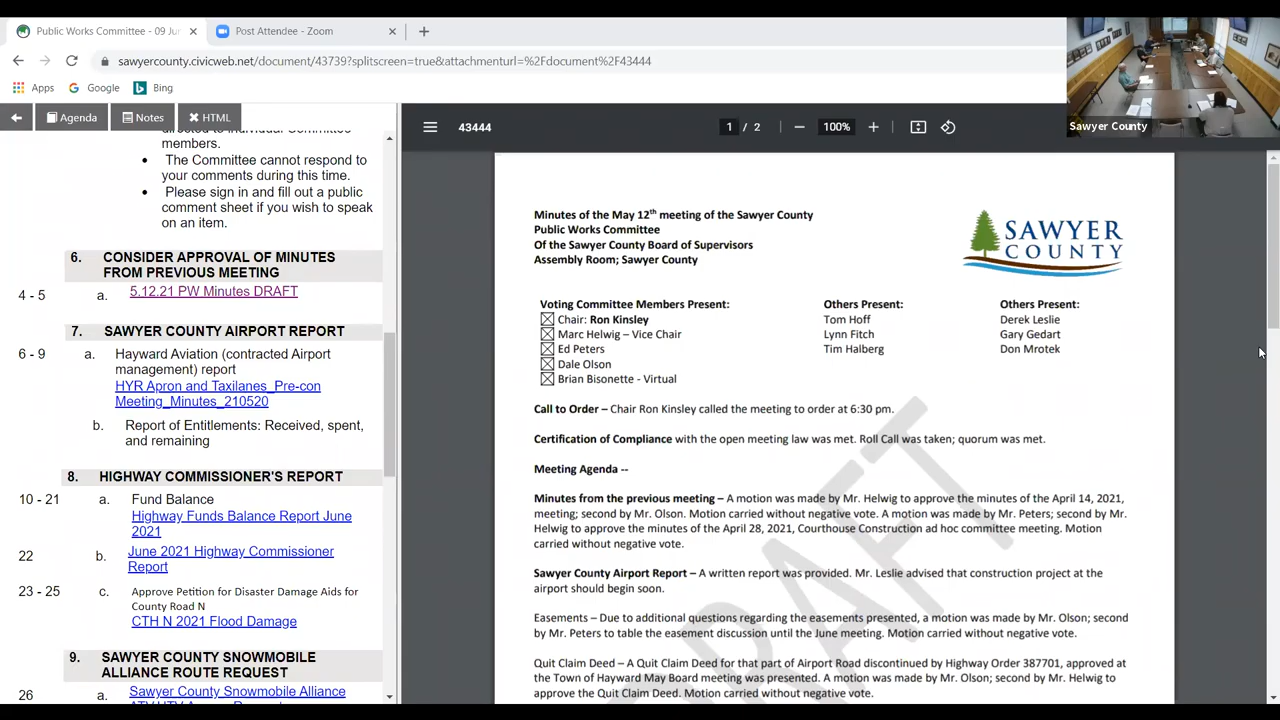 Public Works Committee - 09 Ju
Post Attendee - Zoom
sawyercounty.civicweb.net/document/43739?splitscreen=true&attachmenturl=%2Fdocument%2F43444
Apps
Google
Bing
Sawyer County
Agenda
Notes
HTML
directed to individual Committee
members.
• The Committee cannot respond to
your comments during this time.
• Please sign in and fill out a public
comment sheet if you wish to speak
on an item.
6. CONSIDER APPROVAL OF MINUTES
FROM PREVIOUS MEETING
4 - 5 a. 5.12.21 PW Minutes DRAFT
7. SAWYER COUNTY AIRPORT REPORT
6 - 9 a. Hayward Aviation (contracted Airport
management) report
HYR Apron and Taxilanes_Pre-con
Meeting_Minutes_210520
b. Report of Entitlements: Received, spent,
and remaining
8. HIGHWAY COMMISSIONER'S REPORT
10 - 21 a. Fund Balance
Highway Funds Balance Report June
2021
22 b. June 2021 Highway Commissioner
Report
23 - 25 c. Approve Petition for Disaster Damage Aids for
County Road N
CTH N 2021 Flood Damage
9. SAWYER COUNTY SNOWMOBILE
ALLIANCE ROUTE REQUEST
26 a. Sawyer County Snowmobile Alliance
43444
1 / 2
100%
Minutes of the May 12th meeting of the Sawyer County
Public Works Committee
Of the Sawyer County Board of Supervisors
Assembly Room; Sawyer County
SAWYER
COUNTY
Voting Committee Members Present: Others Present: Others Present:
Chair: Ron Kinsley Tom Hoff Derek Leslie
Marc Helwig – Vice Chair Lynn Fitch Gary Gedart
Ed Peters Tim Halberg Don Mrotek
Dale Olson
Brian Bisonette - Virtual
Call to Order – Chair Ron Kinsley called the meeting to order at 6:30 pm.
Certification of Compliance with the open meeting law was met. Roll Call was taken; quorum was met.
Meeting Agenda --
Minutes from the previous meeting – A motion was made by Mr. Helwig to approve the minutes of the April 14, 2021,
meeting; second by Mr. Olson. Motion carried without negative vote. A motion was made by Mr. Peters; second by Mr.
Helwig to approve the minutes of the April 28, 2021, Courthouse Construction ad hoc committee meeting. Motion
carried without negative vote.
Sawyer County Airport Report – A written report was provided. Mr. Leslie advised that construction project at the
airport should begin soon.
Easements – Due to additional questions regarding the easements presented, a motion was made by Mr. Olson; second
by Mr. Peters to table the easement discussion until the June meeting. Motion carried without negative vote.
Quit Claim Deed – A Quit Claim Deed for that part of Airport Road discontinued by Highway Order 387701, approved at
the Town of Hayward May Board meeting was presented. A motion was made by Mr. Olson; second by Mr. Helwig to
approve the Quit Claim Deed. Motion carried without negative vote.
DRAFT